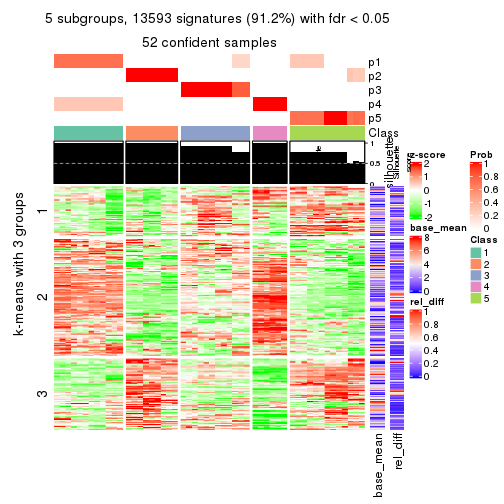 5 subgroups, 13593 signatures (91.2%) with fdr < 0.05
52 confident samples
p1
p2
p3
p4
p5
Class
1
0.5
0
silhouette
Silhouette
score
k-means with 3 groups
1
2
3
base_mean
rel_diff
z-score
2
1
0
-1
-2
base_mean
8
6
4
2
0
rel_diff
1
0.8
0.6
0.4
0.2
0
Prob
1
0.8
0.6
0.4
0.2
0
Class
1
2
3
4
5